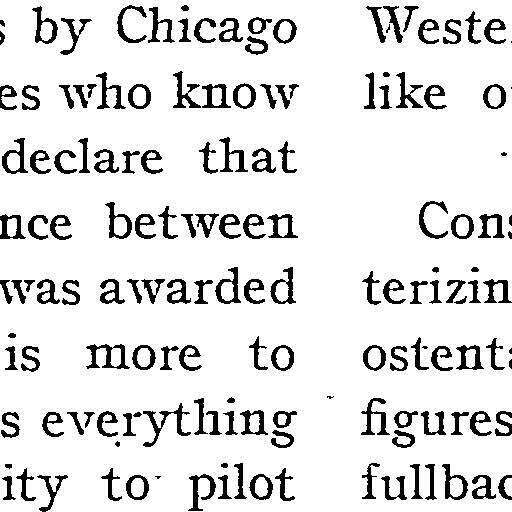 s by Chicago
es who know
declare that
nce between
was awarded
is more to
s everything
ity to pilot
Weste
like o
Cons
terizin
ostenta
figures
fullbac